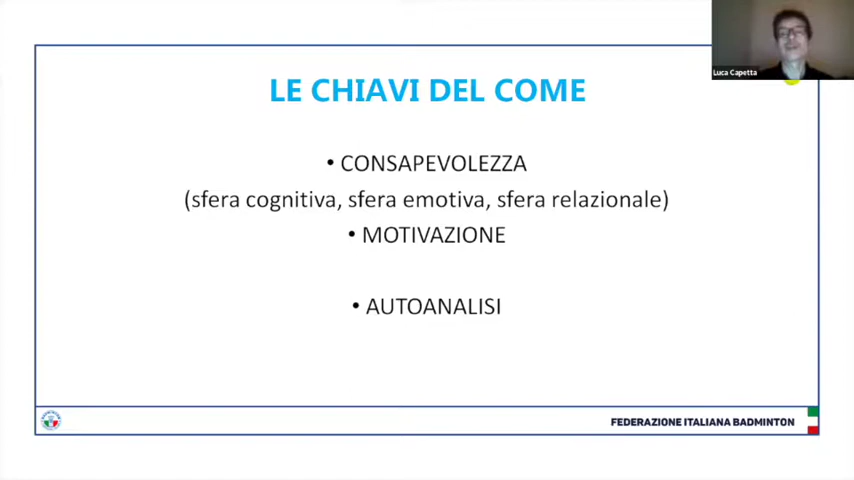 Luca Capetta
LE CHIAVI DEL COME
• CONSAPEVOLEZZA
(sfera cognitiva, sfera emotiva, sfera relazionale)
• MOTIVAZIONE
• AUTOANALISI
FEDERAZIONE ITALIANA BADMINTON